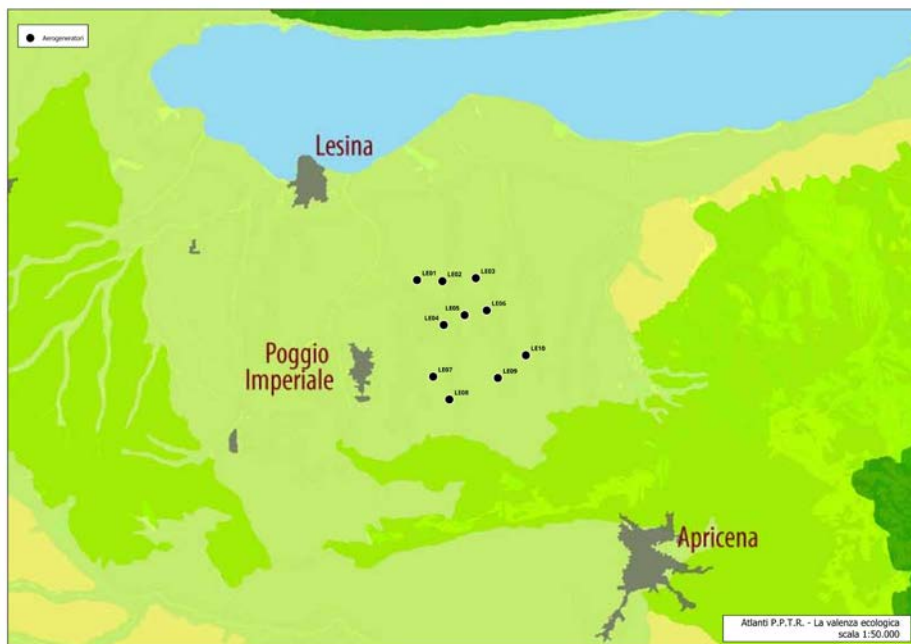 Aerogeneratori
Lesina
LE01
LE02
LE03
LE05
LE06
LE04
Poggio
Imperiale
LE10
LE07
LE09
LE08
Apricena
Atlanti P.P.T.R. - La valenza ecologica
scala 1:50.000